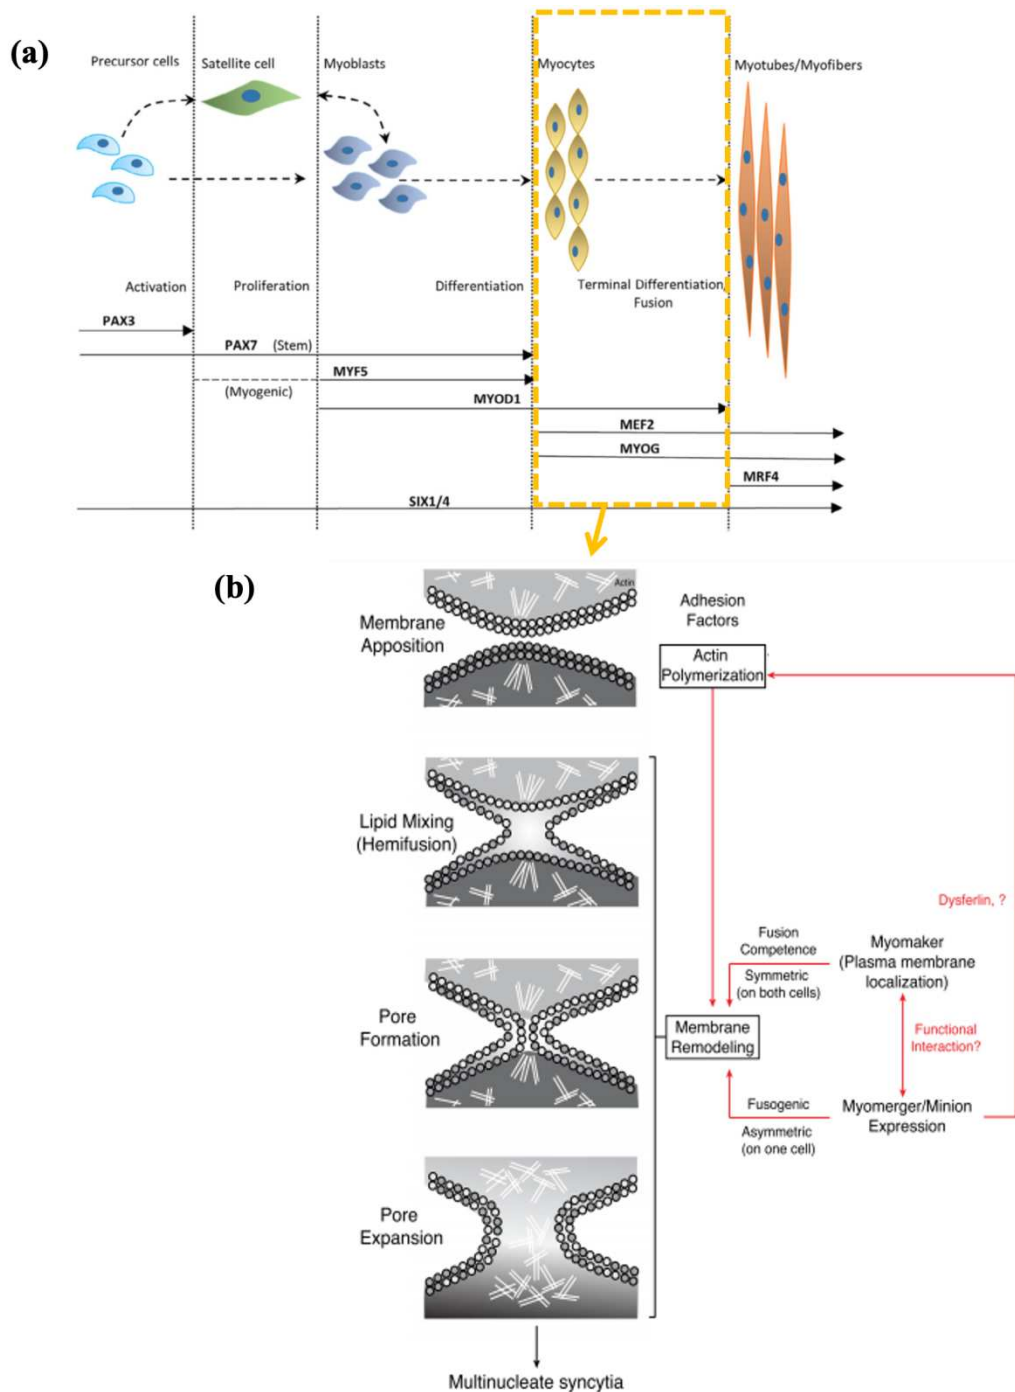 (a)
Precursor cells
Satellite cell
Myoblasts
Myocytes
Myotubes/Myofibers
Activation
Proliferation
Differentiation
Terminal Differentiation,
Fusion
PAX3
PAX7 (Stem)
MYF5
(Myogenic)
MYOD1
MEF2
MYOG
MRF4
SIX1/4
(b)
Actin
Membrane
Apposition
Adhesion
Factors
Actin
Polymerization
Lipid Mixing
(Hemifusion)
Dysferlin, ?
Fusion
Competence
Symmetric
(on both cells)
Myomaker
(Plasma membrane
localization)
Pore
Formation
Membrane
Remodeling
Functional
Interaction?
Fusogenic
Asymmetric
(on one cell)
Myomerger/Minion
Expression
Pore
Expansion
Multinucleate syncytia